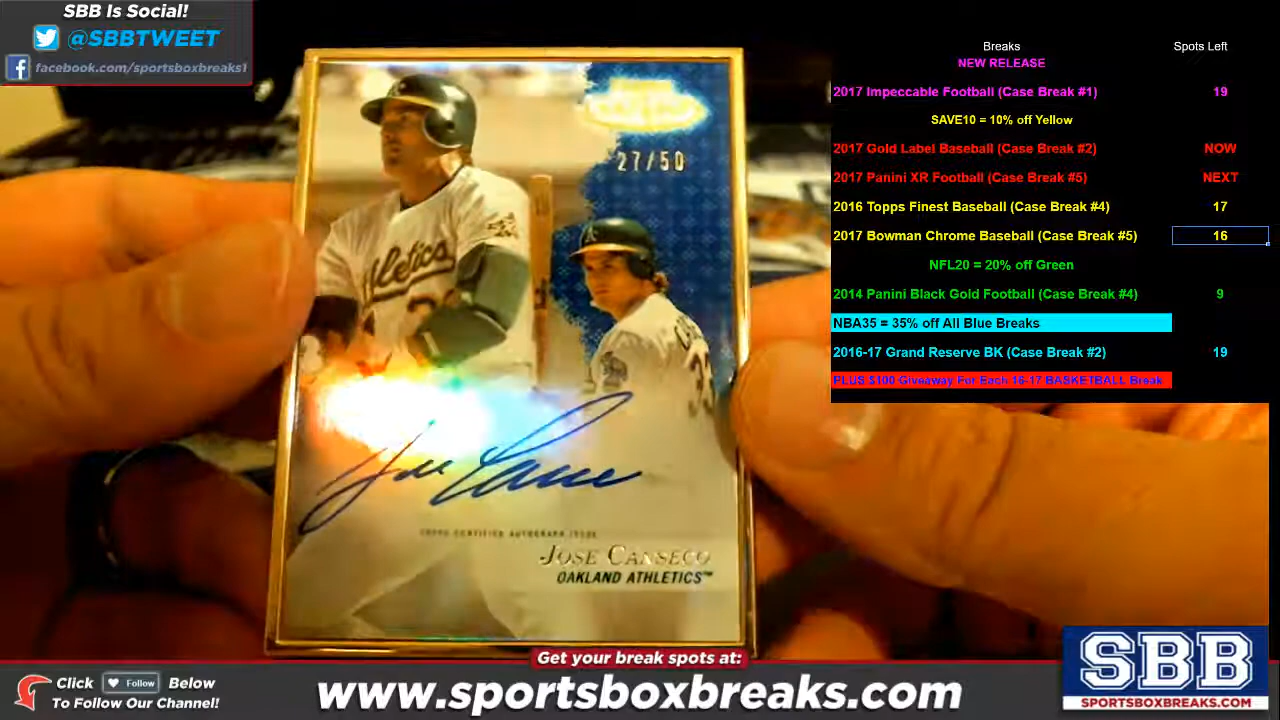 SBB Is Social!
@SBBTWEET
facebook.com/sportsboxbreaks1
27/50
Athletics
TOPPS CERTIFIED AUTOGRAPH ISSUE
JOSE CANSECO
OAKLAND ATHLETICS™
Breaks Spots Left
NEW RELEASE
2017 Impeccable Football (Case Break #1) 19
SAVE10 = 10% off Yellow
2017 Gold Label Baseball (Case Break #2) NOW
2017 Panini XR Football (Case Break #5) NEXT
2016 Topps Finest Baseball (Case Break #4) 17
2017 Bowman Chrome Baseball (Case Break #5) 16
NFL20 = 20% off Green
2014 Panini Black Gold Football (Case Break #4) 9
NBA35 = 35% off All Blue Breaks
2016-17 Grand Reserve BK (Case Break #2) 19
PLUS $100 Giveaway For Each 16-17 BASKETBALL Break
Get your break spots at:
Click Follow Below
To Follow Our Channel!
www.sportsboxbreaks.com
SBB
SPORTSBOXBREAKS.COM